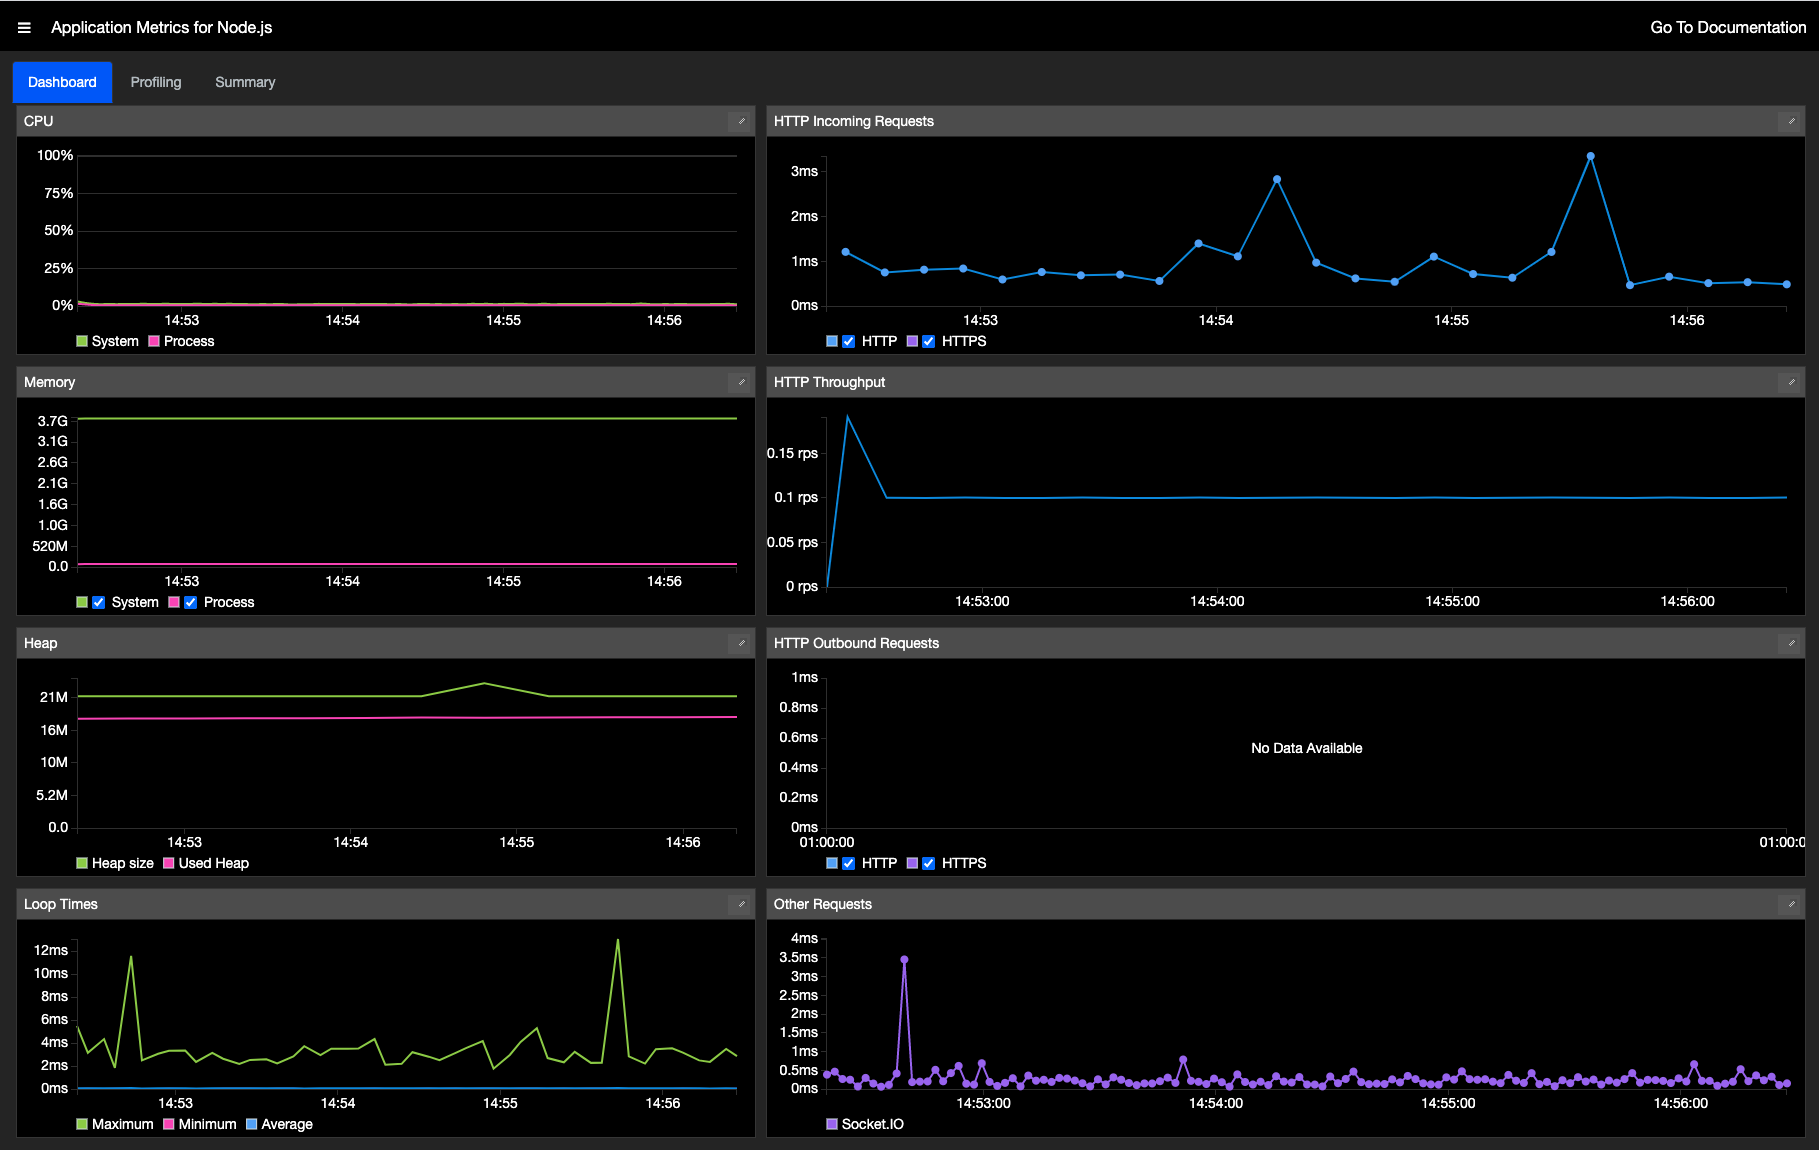 Application Metrics for Node.js
Go To Documentation
Dashboard
Profiling
Summary
CPU
100%
75%
50%
25%
0%
14:53
14:54
14:55
14:56
System
Process
HTTP Incoming Requests
3ms
2ms
1ms
0ms
14:53
14:54
14:55
14:56
HTTP
HTTPS
Memory
3.7G
3.1G
2.6G
2.1G
1.6G
1.0G
520M
0.0
14:53
14:54
14:55
14:56
System
Process
HTTP Throughput
0.15 rps
0.1 rps
0.05 rps
0 rps
14:53:00
14:54:00
14:55:00
14:56:00
Heap
21M
16M
10M
5.2M
0.0
14:53
14:54
14:55
14:56
Heap size
Used Heap
HTTP Outbound Requests
1ms
0.8ms
0.6ms
0.4ms
0.2ms
0ms
No Data Available
01:00:00
01:00:0
HTTP
HTTPS
Loop Times
12ms
10ms
8ms
6ms
4ms
2ms
0ms
14:53
14:54
14:55
14:56
Maximum
Minimum
Average
Other Requests
4ms
3.5ms
3ms
2.5ms
2ms
1.5ms
1ms
0.5ms
0ms
14:53:00
14:54:00
14:55:00
14:56:00
Socket.IO